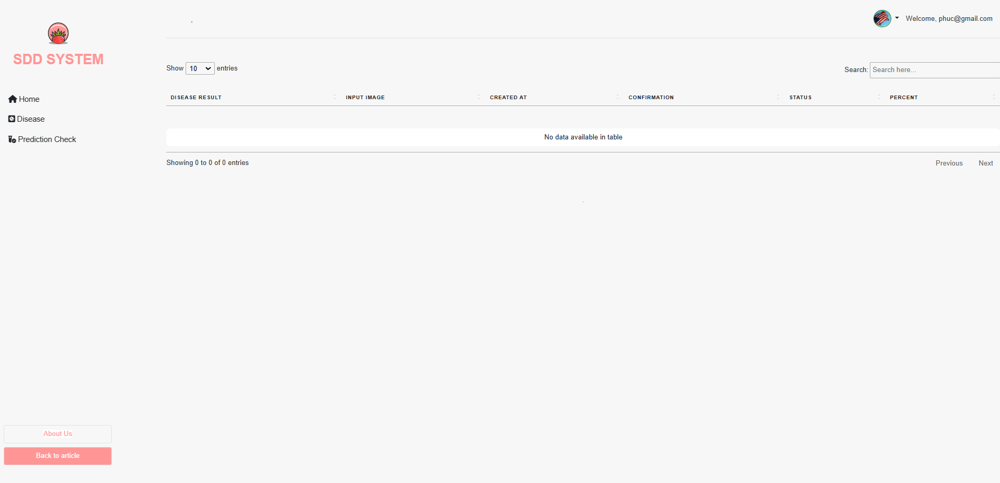 Welcome, phuc@gmail.com
SDD SYSTEM
Home
Disease
Prediction Check
Show 10 entries
Search: Search here...
DISEASE RESULT INPUT IMAGE CREATED AT CONFIRMATION STATUS PERCENT
No data available in table
Showing 0 to 0 of 0 entries
Previous Next
About Us
Back to article